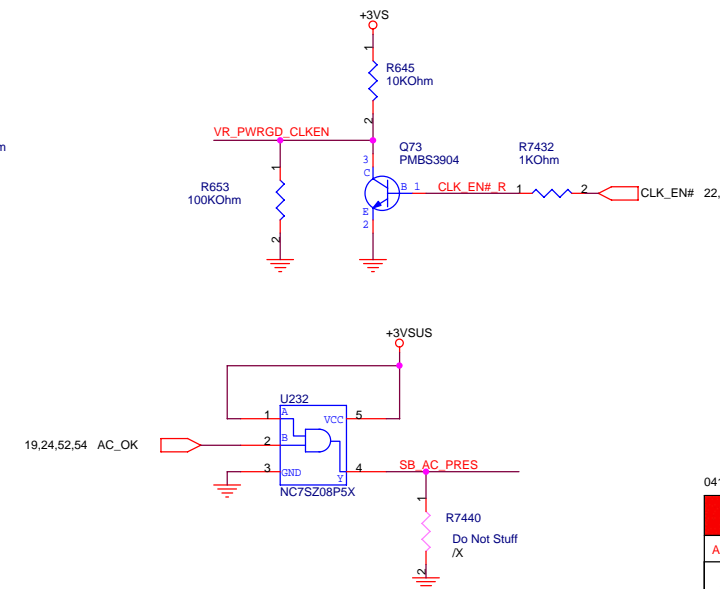 +3VS
1
R645
10KOhm
2
VR_PWRGD_CLKEN
m
Q73
PMBS3904
R7432
1KOhm
3
C
B 1 CLK_EN#_R 1 2 CLK_EN# 22,
E
2
1
R653
100KOhm
2
+3VSUS
U232
1 A VCC 5
19,24,52,54 AC_OK 2 B
3 GND Y 4 SB_AC_PRES
NC7SZ08P5X
1
R7440
Do Not Stuff
/X
2
041
A